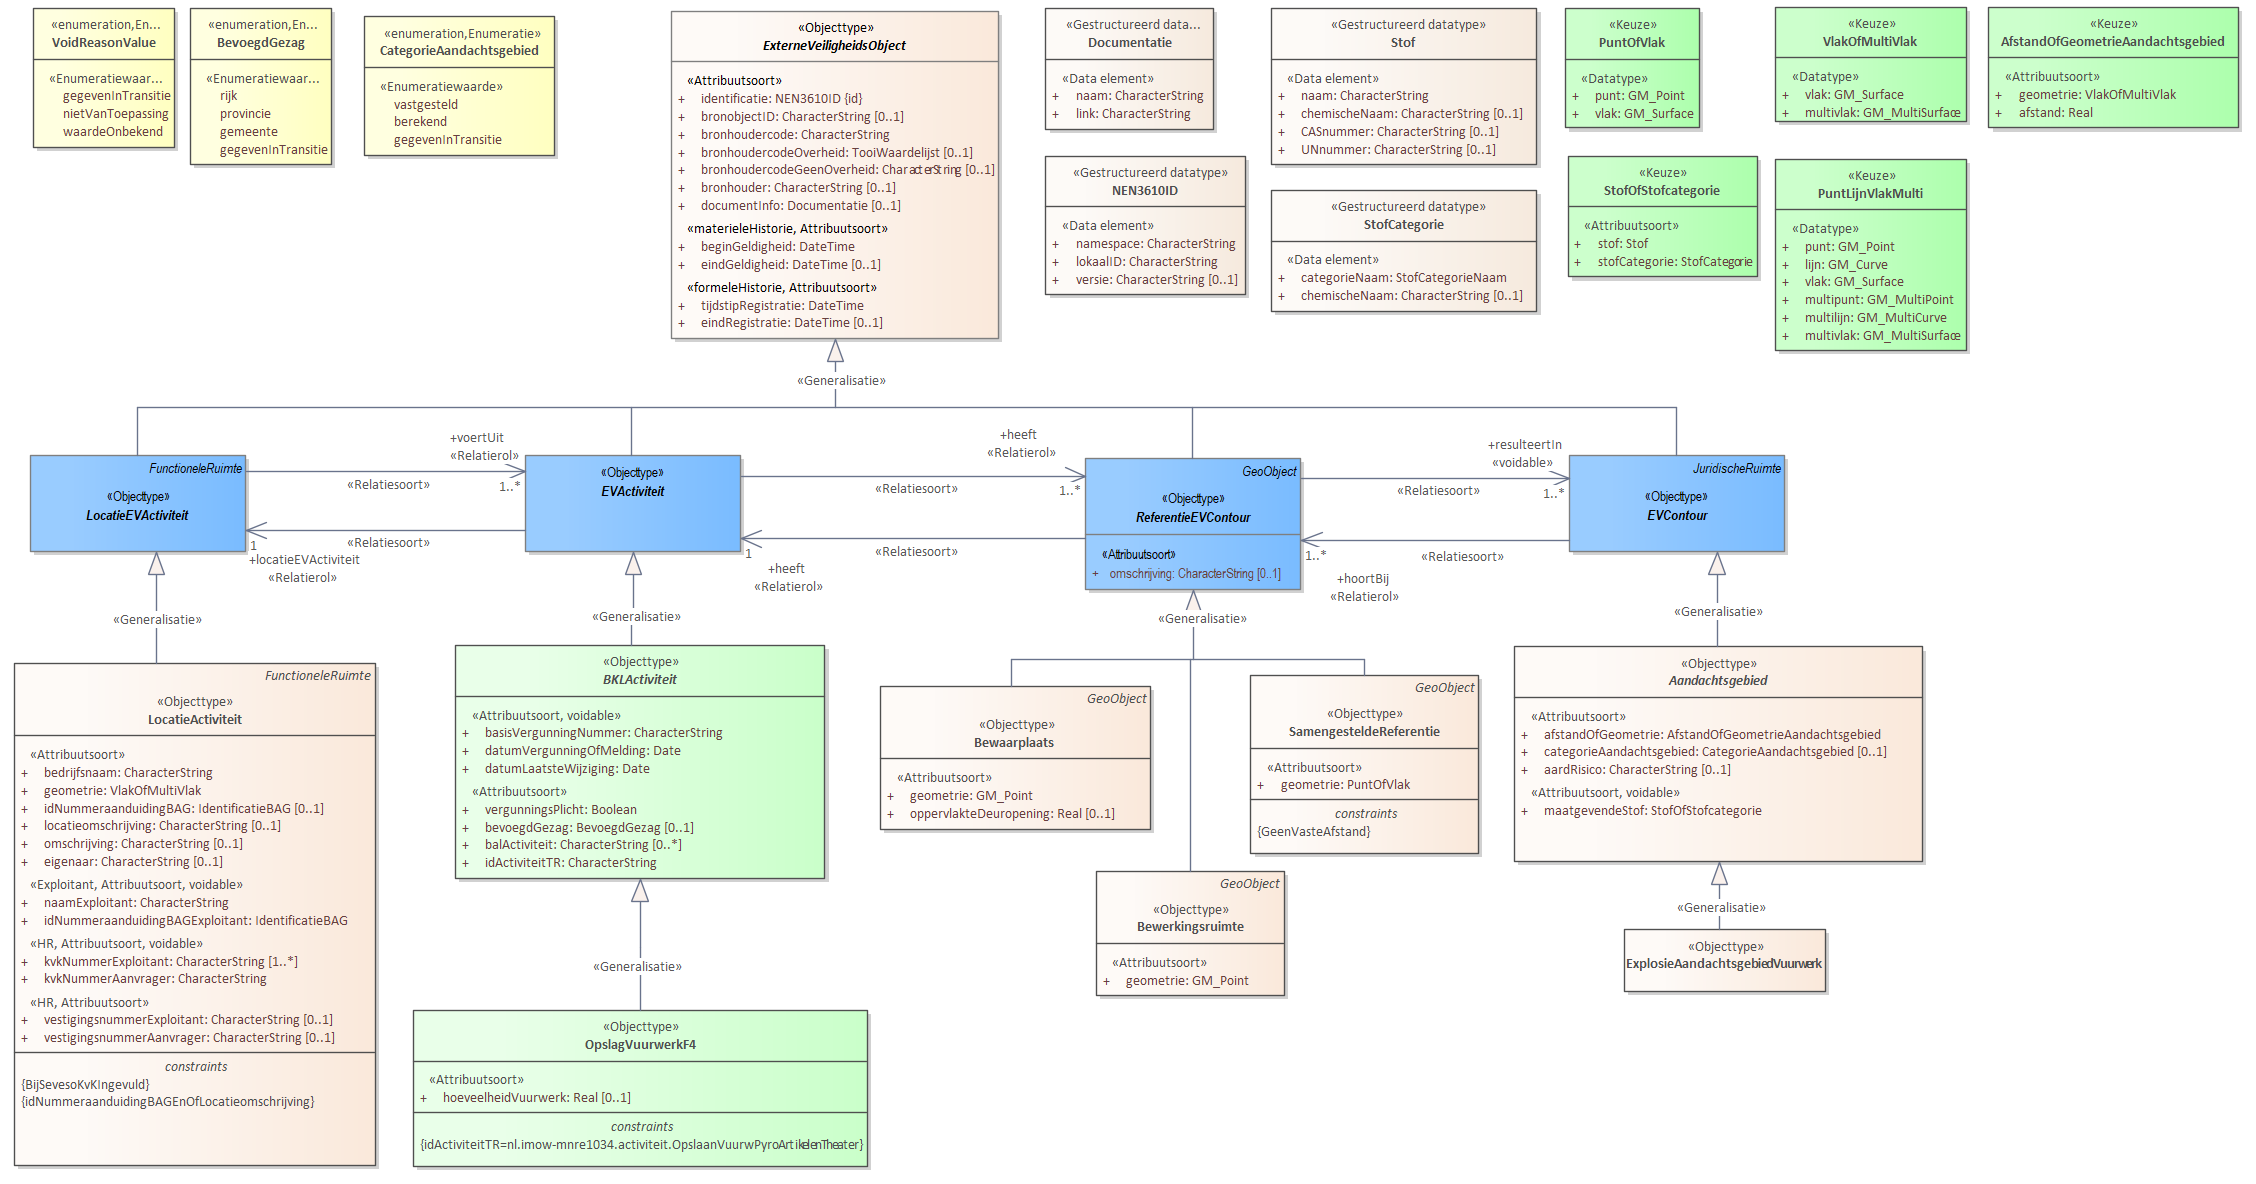 «enumeration,En...
VoidReasonValue
«Enumeratiewaar...
gegevenInTransitie
nietVanToepassing
waardeOnbekend
«enumeration,En...
BevoegdGezag
«Enumeratiewaar...
rijk
provincie
gemeente
gegevenInTransitie
«enumeration,Enumeratie»
CategorieAandachtsgebied
«Enumeratiewaarde»
vastgesteld
berekend
gegevenInTransitie
«Objecttype»
ExterneVeiligheidsObject
«Attribuutsoort»
+ identificatie: NEN3610ID {id}
+ bronobjectID: CharacterString [0..1]
+ bronhoudercode: CharacterString
+ bronhoudercodeOverheid: TooiWaardelijst [0..1]
+ bronhoudercodeGeenOverheid: CharacterString [0..1]
+ bronhouder: CharacterString [0..1]
+ documentInfo: Documentatie [0..1]
«materieleHistorie, Attribuutsoort»
+ beginGeldigheid: DateTime
+ eindGeldigheid: DateTime [0..1]
«formeleHistorie, Attribuutsoort»
+ tijdstipRegistratie: DateTime
+ eindRegistratie: DateTime [0..1]
«Gestructureerd data...
Documentatie
«Data element»
+ naam: CharacterString
+ link: CharacterString
«Gestructureerd datatype»
NEN3610ID
«Data element»
+ namespace: CharacterString
+ lokaalID: CharacterString
+ versie: CharacterString [0..1]
«Gestructureerd datatype»
Stof
«Data element»
+ naam: CharacterString
+ chemischeNaam: CharacterString [0..1]
+ CASnummer: CharacterString [0..1]
+ UNnummer: CharacterString [0..1]
«Gestructureerd datatype»
StofCategorie
«Data element»
+ categorieNaam: StofCategorieNaam
+ chemischeNaam: CharacterString [0..1]
«Keuze»
PuntOfVlak
«Datatype»
+ punt: GM_Point
+ vlak: GM_Surface
«Keuze»
StofOfStofcategorie
«Attribuutsoort»
+ stof: Stof
+ stofCategorie: StofCategorie
«Keuze»
VlakOfMultiVlak
«Datatype»
+ vlak: GM_Surface
+ multivlak: GM_MultiSurface
«Keuze»
PuntLijnVlakMulti
«Datatype»
+ punt: GM_Point
+ lijn: GM_Curve
+ vlak: GM_Surface
+ multipunt: GM_MultiPoint
+ multilijn: GM_MultiCurve
+ multivlak: GM_MultiSurface
«Keuze»
AfstandOfGeometrieAandachtsgebied
«Attribuutsoort»
+ geometrie: VlakOfMultiVlak
+ afstand: Real
«Generalisatie»
FunctioneleRuimte
«Objecttype»
LocatieEVActiviteit
+voertUit
«Relatierol»
«Relatiesoort»
1..*
«Relatiesoort»
1
+locatieEVActiviteit
«Relatierol»
«Objecttype»
EVActiviteit
+heeft
«Relatierol»
«Relatiesoort»
1..*
«Relatiesoort»
1
+heeft
«Relatierol»
GeoObject
«Objecttype»
ReferentieEVContour
«Attribuutsoort»
+ omschrijving: CharacterString [0..1]
+resulteertIn
«voidable»
«Relatiesoort»
1..*
«Relatiesoort»
1..*
+hoortBij
«Relatierol»
JuridischeRuimte
«Objecttype»
EVContour
«Generalisatie»
«Generalisatie»
«Generalisatie»
«Generalisatie»
FunctioneleRuimte
«Objecttype»
LocatieActiviteit
«Attribuutsoort»
+ bedrijfsnaam: CharacterString
+ geometrie: VlakOfMultiVlak
+ idNummeraanduidingBAG: IdentificatieBAG [0..1]
+ locatieomschrijving: CharacterString [0..1]
+ omschrijving: CharacterString [0..1]
+ eigenaar: CharacterString [0..1]
«Exploitant, Attribuutsoort, voidable»
+ naamExploitant: CharacterString
+ idNummeraanduidingBAGExploitant: IdentificatieBAG
«HR, Attribuutsoort, voidable»
+ kvkNummerExploitant: CharacterString [1..*]
+ kvkNummerAanvrager: CharacterString
«HR, Attribuutsoort»
+ vestigingsnummerExploitant: CharacterString [0..1]
+ vestigingsnummerAanvrager: CharacterString [0..1]
constraints
{BijSevesoKvKIngevuld}
{idNummeraanduidingBAGEnOfLocatieomschrijving}
«Objecttype»
BKLActiviteit
«Attribuutsoort, voidable»
+ basisVergunningNummer: CharacterString
+ datumVergunningOfMelding: Date
+ datumLaatsteWijziging: Date
«Attribuutsoort»
+ vergunningsPlicht: Boolean
+ bevoegdGezag: BevoegdGezag [0..1]
+ balActiviteit: CharacterString [0..*]
+ idActiviteitTR: CharacterString
«Generalisatie»
«Objecttype»
OpslagVuurwerkF4
«Attribuutsoort»
+ hoeveelheidVuurwerk: Real [0..1]
constraints
{idActiviteitTR=nl.imow-mnre1034.activiteit.OpslaanVuurwPyroArtikelenTheater}
GeoObject
«Objecttype»
Bewaarplaats
«Attribuutsoort»
+ geometrie: GM_Point
+ oppervlakteDeuropening: Real [0..1]
GeoObject
«Objecttype»
SamengesteldeReferentie
«Attribuutsoort»
+ geometrie: PuntOfVlak
constraints
{GeenVasteAfstand}
GeoObject
«Objecttype»
Bewerkingsruimte
«Attribuutsoort»
+ geometrie: GM_Point
«Objecttype»
Aandachtsgebied
«Attribuutsoort»
+ afstandOfGeometrie: AfstandOfGeometrieAandachtsgebied
+ categorieAandachtsgebied: CategorieAandachtsgebied [0..1]
+ aardRisico: CharacterString [0..1]
«Attribuutsoort, voidable»
+ maatgevendeStof: StofOfStofcategorie
«Generalisatie»
«Objecttype»
ExplosieAandachtsgebiedVuurwerk